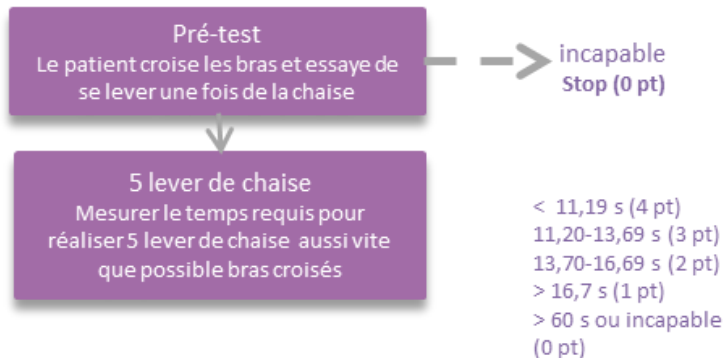 Pré-test
Le patient croise les bras et essaye de
se lever une fois de la chaise
incapable
Stop (0 pt)
5 lever de chaise
Mesurer le temps requis pour
réaliser 5 lever de chaise aussi vite
que possible bras croisés
< 11,19 s (4 pt)
11,20-13,69 s (3 pt)
13,70-16,69 s (2 pt)
> 16,7 s (1 pt)
> 60 s ou incapable
(0 pt)